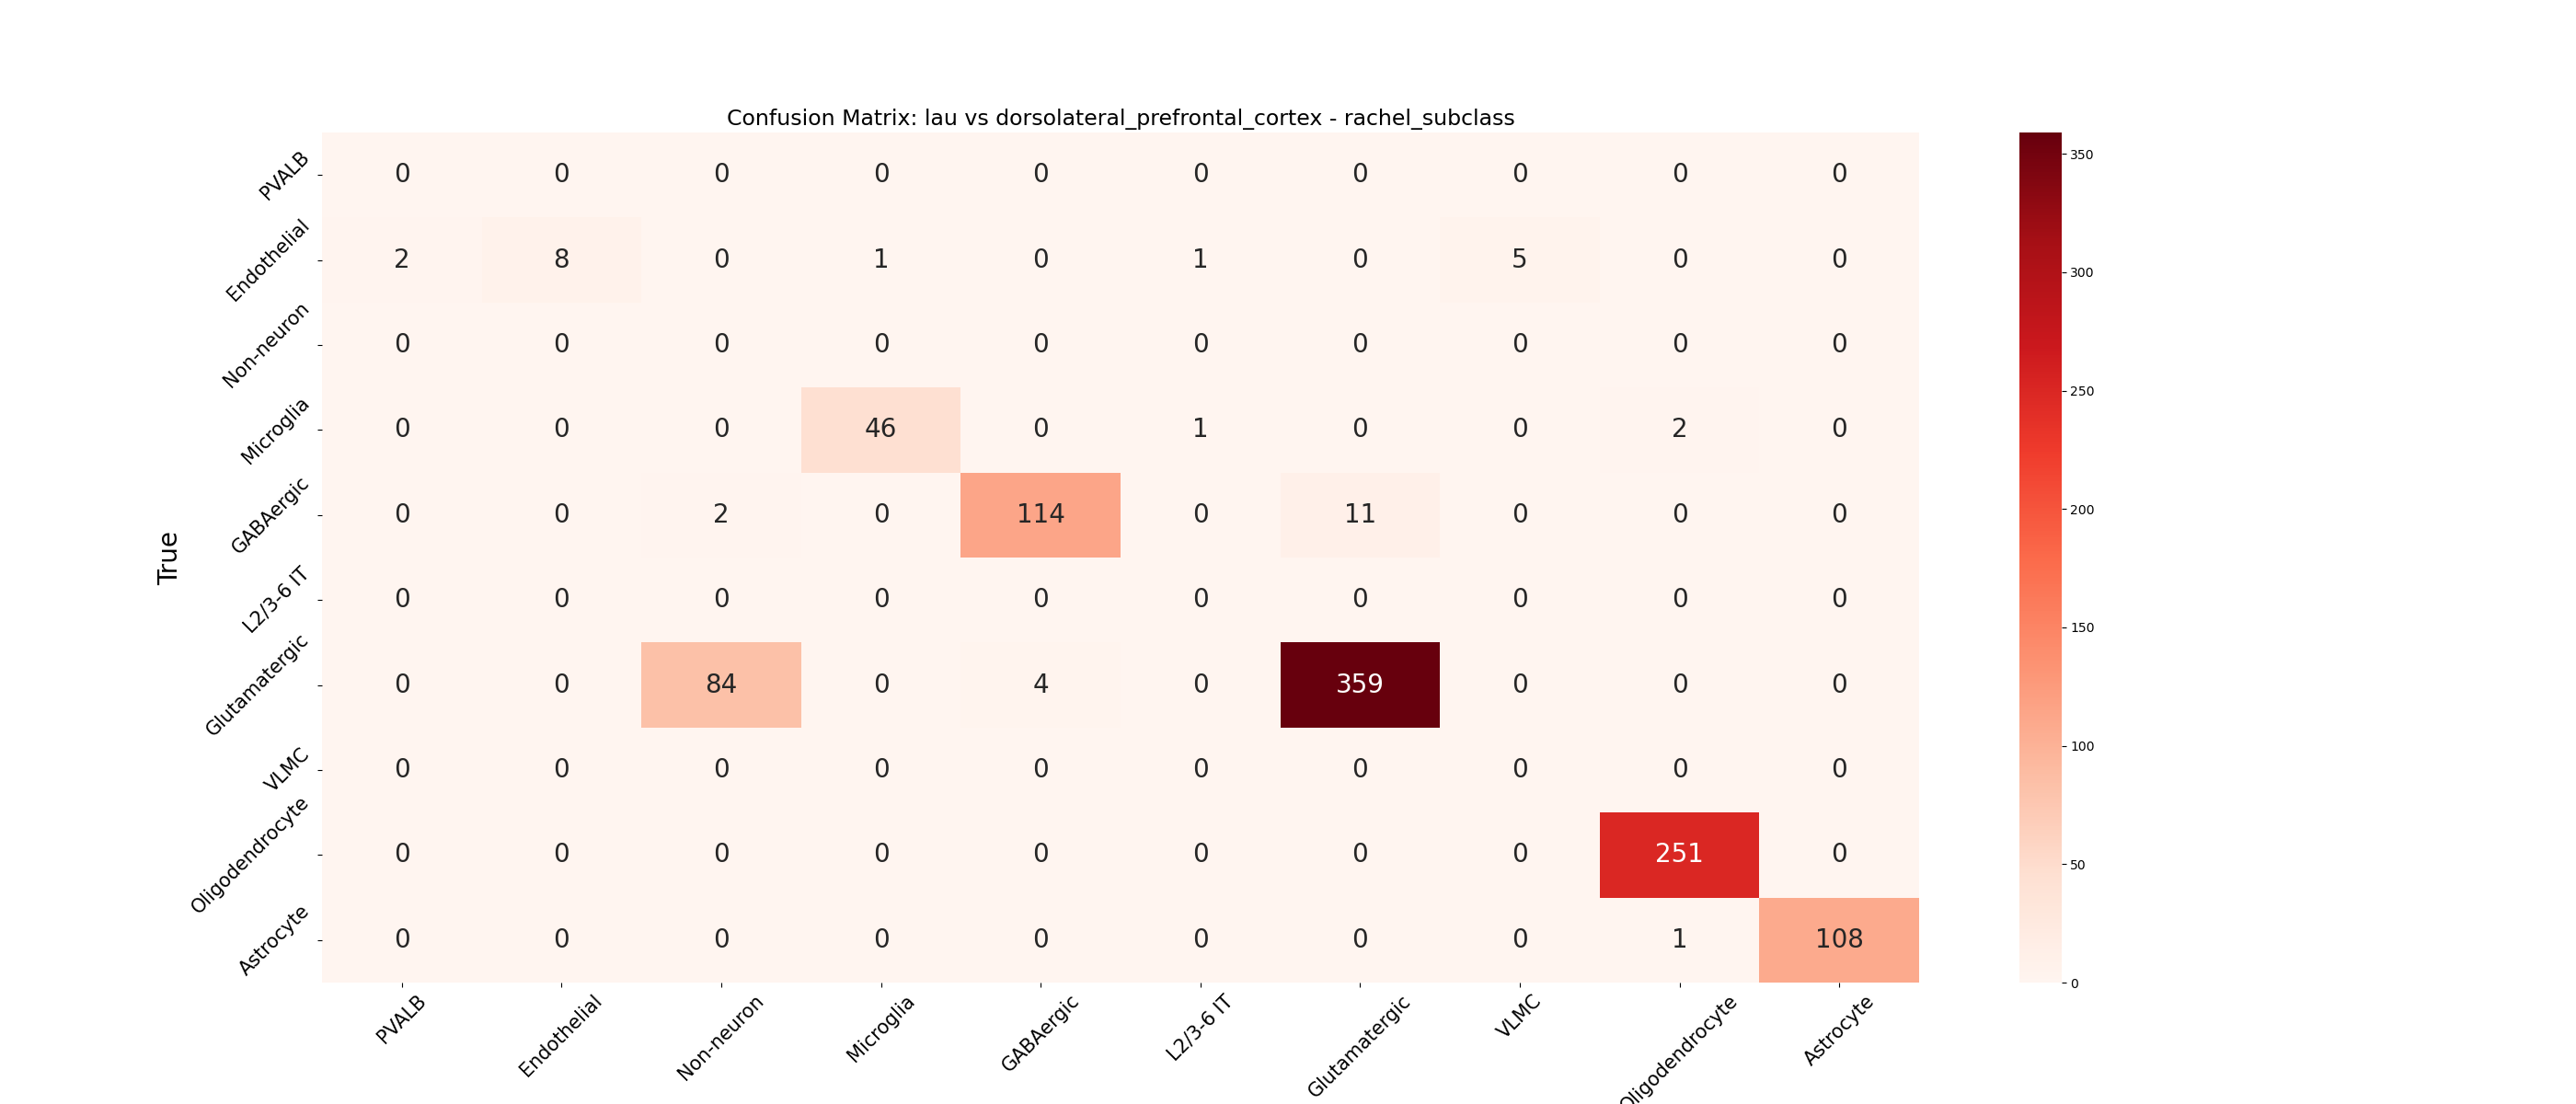 Confusion Matrix: lau vs dorsolateral_prefrontal_cortex - rachel_subclass
True
PVALB 0 0 0 0 0 0 0 0 0 0
Endothelial 2 8 0 1 0 1 0 5 0 0
Non-neuron 0 0 0 0 0 0 0 0 0 0
Microglia 0 0 0 46 0 1 0 0 2 0
GABAergic 0 0 2 0 114 0 11 0 0 0
L2/3-6 IT 0 0 0 0 0 0 0 0 0 0
Glutamatergic 0 0 84 0 4 0 359 0 0 0
VLMC 0 0 0 0 0 0 0 0 0 0
Oligodendrocyte 0 0 0 0 0 0 0 0 251 0
Astrocyte 0 0 0 0 0 0 0 0 1 108
PVALB Endothelial Non-neuron Microglia GABAergic L2/3-6 IT Glutamatergic VLMC Oligodendrocyte Astrocyte
350
300
250
200
150
100
50
0